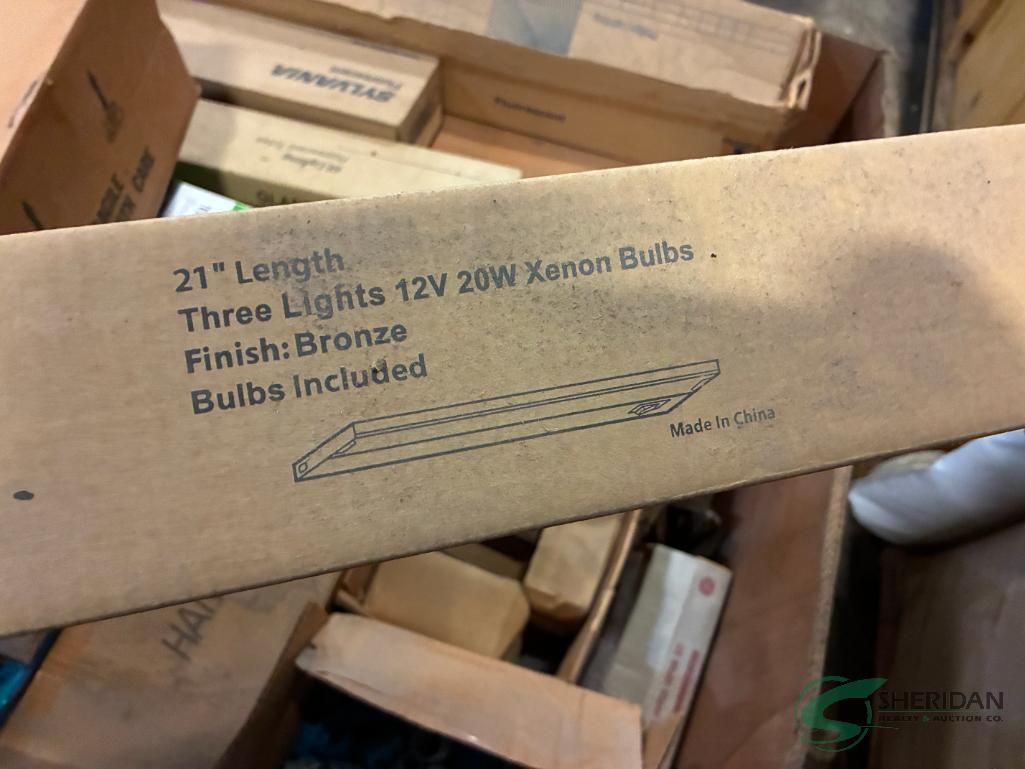 SYLVANIA
Fluorescent
21" Length
Three Lights 12V 20W Xenon Bulbs
Finish: Bronze
Bulbs Included
Made In China
SHERIDAN
REALTY & AUCTION CO.